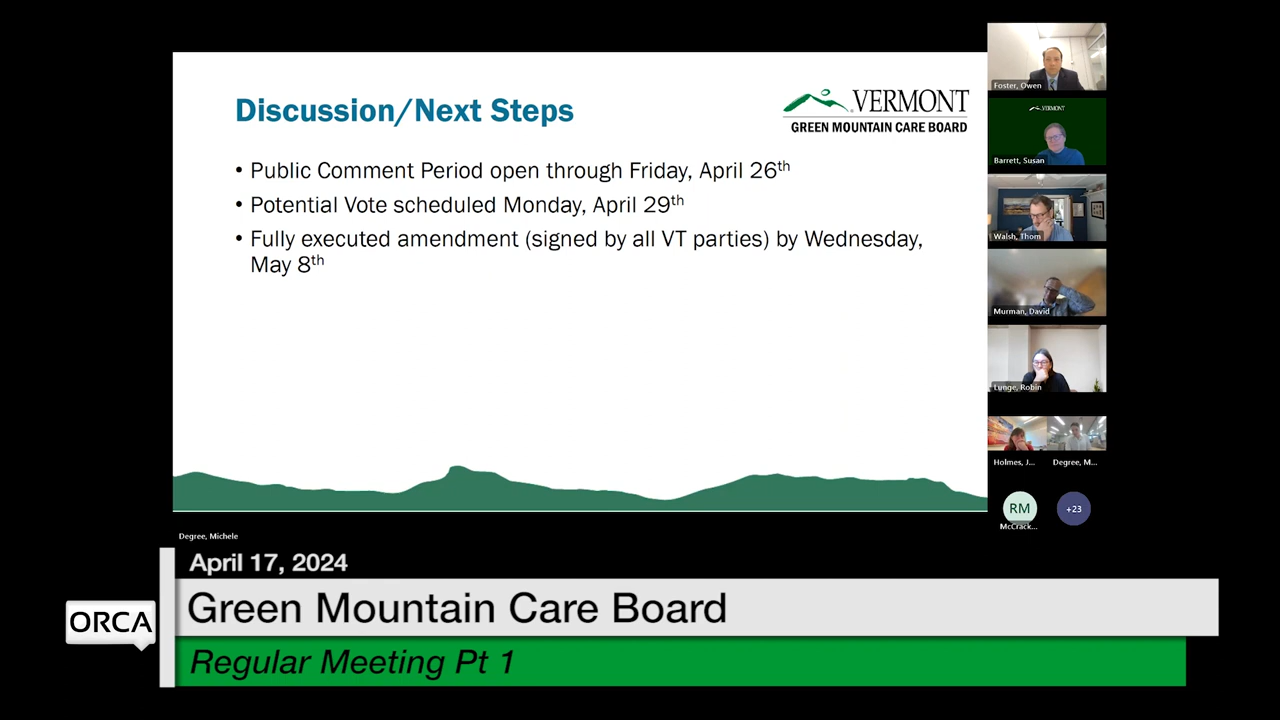 Discussion/Next Steps
VERMONT
GREEN MOUNTAIN CARE BOARD
• Public Comment Period open through Friday, April 26th
• Potential Vote scheduled Monday, April 29th
• Fully executed amendment (signed by all VT parties) by Wednesday,
May 8th
Foster, Owen
VERMONT
Barrett, Susan
Walsh, Thom
Murman, David
Lunge, Robin
Holmes, J...
Degree, M...
RM
+23
McCrack...
Degree, Michele
April 17, 2024
ORCA
Green Mountain Care Board
Regular Meeting Pt 1